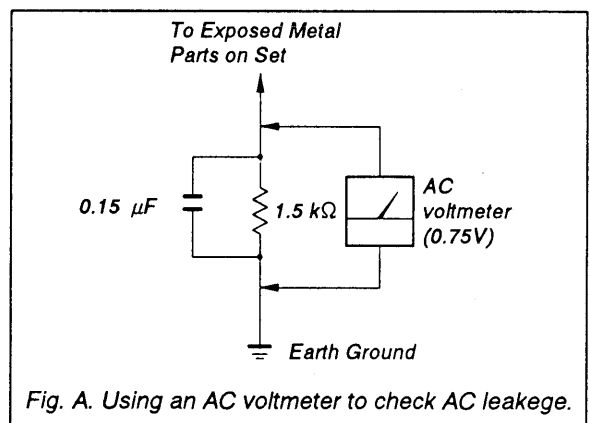 To Exposed Metal
Parts on Set
0.15 μF
1.5 kΩ
AC
voltmeter
(0.75V)
Earth Ground
Fig. A. Using an AC voltmeter to check AC leakege.